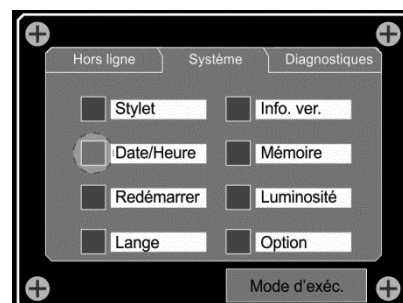 Hors ligne Système Diagnostiques
Stylet Info. ver.
Date/Heure Mémoire
Redémarrer Luminosité
Lange Option
Mode d'exéc.